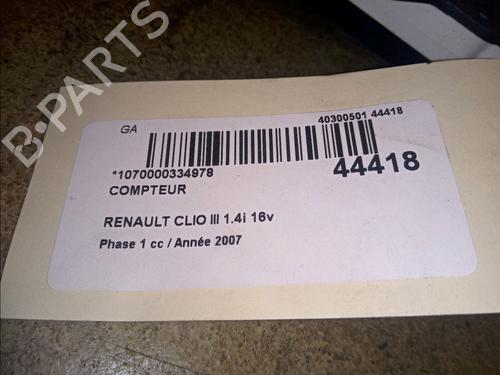 B-PARTS
GA
40300501 44418
*1070000334978
44418
COMPTEUR
RENAULT CLIO III 1.4i 16v
Phase 1 cc / Année 2007